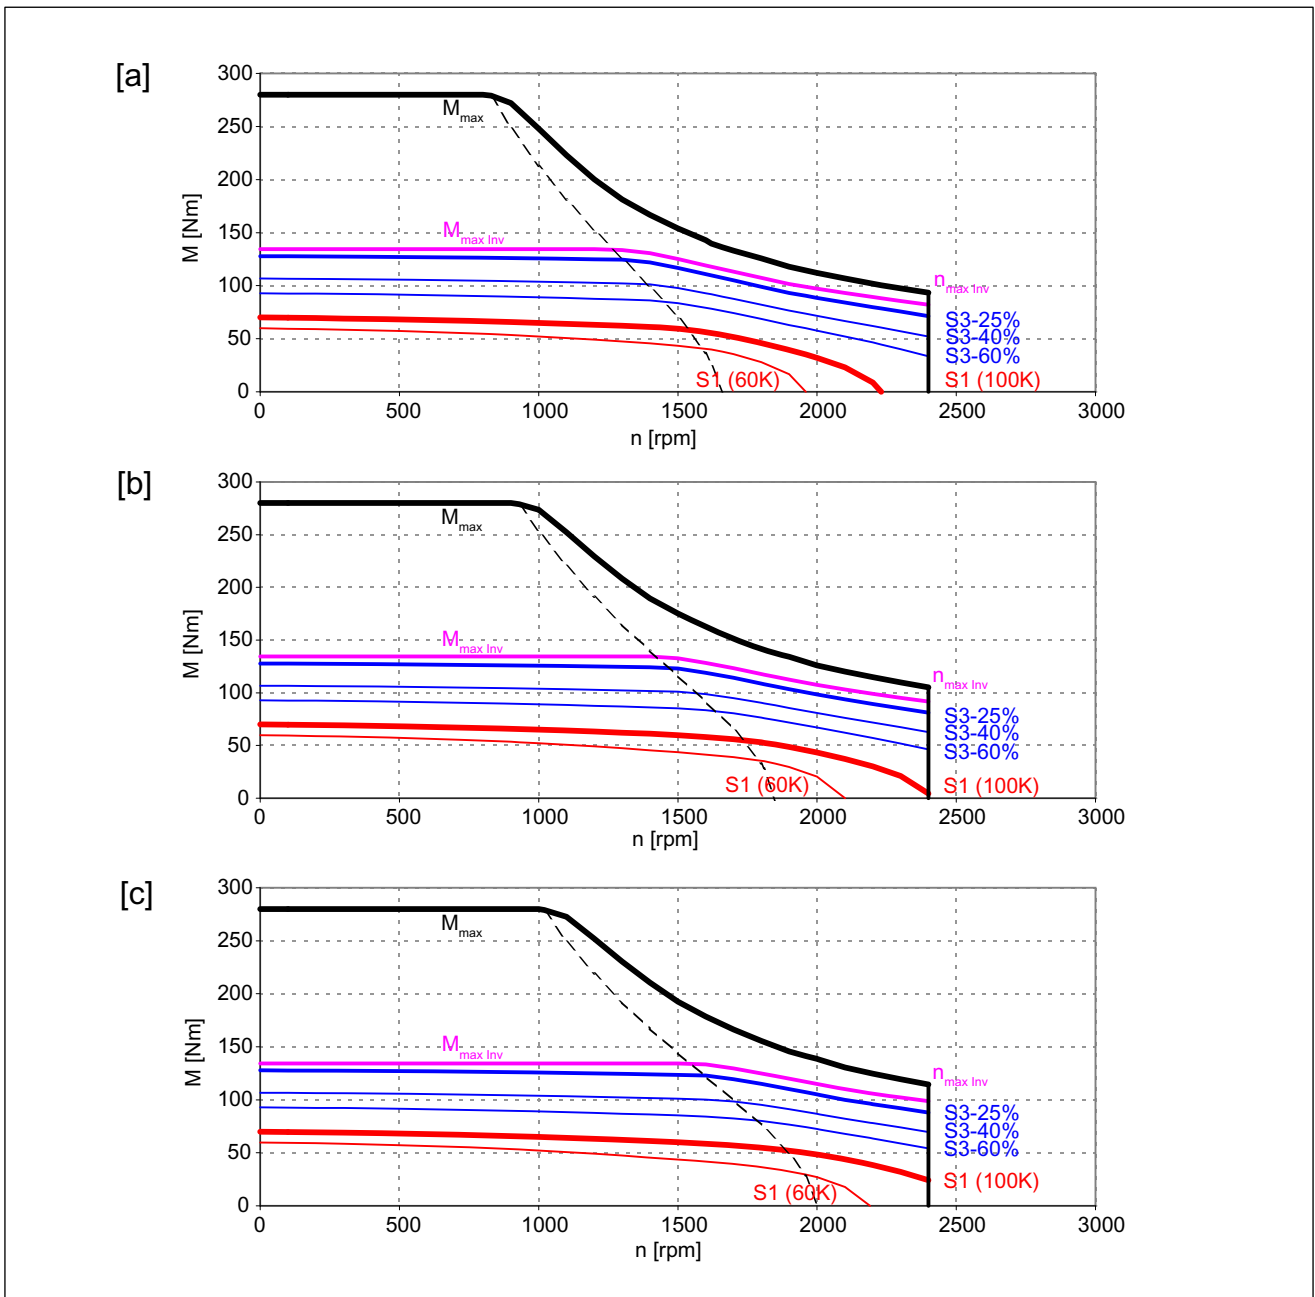 [a]
300
250
200
150
100
50
0
M [Nm]
Mmax
Mmax Inv
nmax Inv
S3-25%
S3-40%
S3-60%
S1 (60K)
S1 (100K)
0 500 1000 1500 2000 2500 3000
n [rpm]
[b]
300
250
200
150
100
50
0
M [Nm]
Mmax
Mmax Inv
nmax Inv
S3-25%
S3-40%
S3-60%
S1 (60K)
S1 (100K)
0 500 1000 1500 2000 2500 3000
n [rpm]
[c]
300
250
200
150
100
50
0
M [Nm]
Mmax
Mmax Inv
nmax Inv
S3-25%
S3-40%
S3-60%
S1 (60K)
S1 (100K)
0 500 1000 1500 2000 2500 3000
n [rpm]